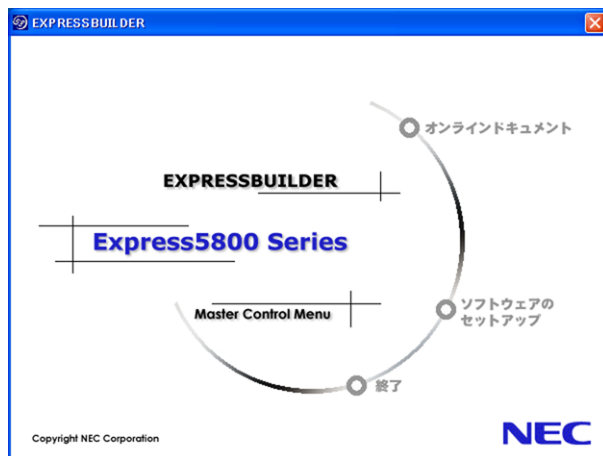 EXPRESSBUILDER
オンラインドキュメント
EXPRESSBUILDER
Express5800 Series
ソフトウェアの
セットアップ
Master Control Menu
終了
Copyright NEC Corporation
NEC